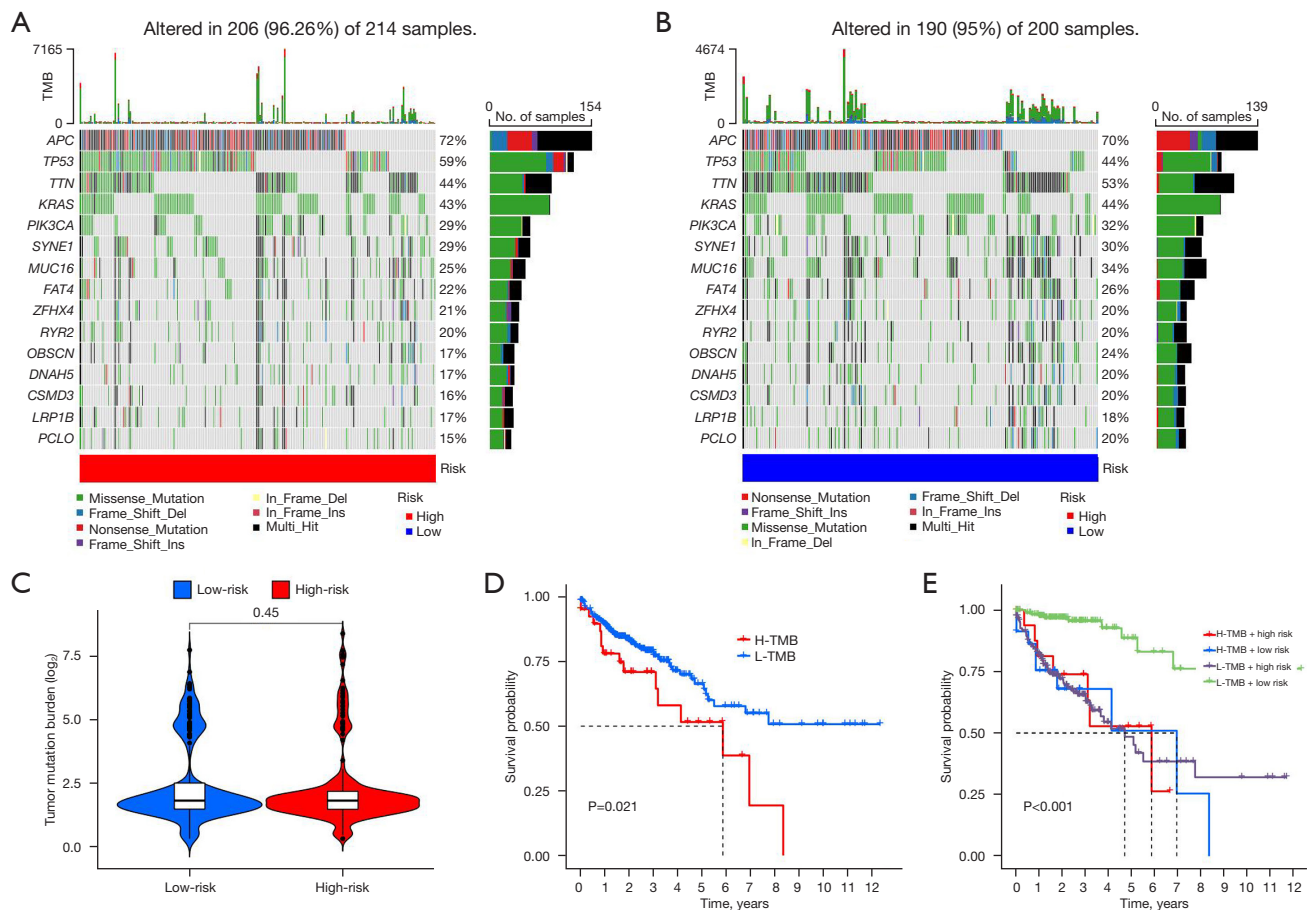 A
Altered in 206 (96.26%) of 214 samples.
7165
TMB
0
0 154
No. of samples
APC 72%
TP53 59%
TTN 44%
KRAS 43%
PIK3CA 29%
SYNE1 29%
MUC16 25%
FAT4 22%
ZFHX4 21%
RYR2 20%
OBSCN 17%
DNAH5 17%
CSMD3 16%
LRP1B 17%
PCLO 15%
Risk
Missense_Mutation In_Frame_Del Risk
Frame_Shift_Del In_Frame_Ins High
Nonsense_Mutation Multi_Hit Low
Frame_Shift_Ins
B
Altered in 190 (95%) of 200 samples.
4674
TMB
0
0 139
No. of samples
APC 70%
TP53 44%
TTN 53%
KRAS 44%
PIK3CA 32%
SYNE1 30%
MUC16 34%
FAT4 26%
ZFHX4 20%
RYR2 20%
OBSCN 24%
DNAH5 20%
CSMD3 20%
LRP1B 18%
PCLO 20%
Risk
Nonsense_Mutation Frame_Shift_Del Risk
Frame_Shift_Ins In_Frame_Ins High
Missense_Mutation Multi_Hit Low
In_Frame_Del
C
Low-risk High-risk
0.45
Tumor mutation burden (log2)
7.5
5.0
2.5
0.0
Low-risk High-risk
D
Survival probability
1.00
0.75
0.50
0.25
0.00
H-TMB
L-TMB
P=0.021
0 1 2 3 4 5 6 7 8 9 10 11 12
Time, years
E
Survival probability
1.00
0.75
0.50
0.25
0.00
H-TMB + high risk
H-TMB + low risk
L-TMB + high risk
L-TMB + low risk
P<0.001
0 1 2 3 4 5 6 7 8 9 10 11 12
Time, years